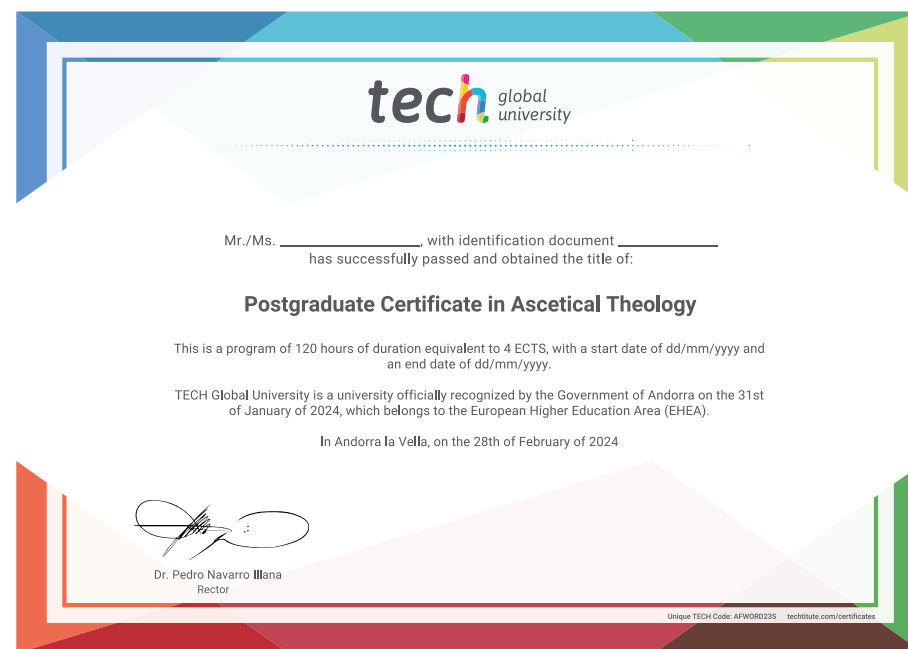 tech global
university
Mr./Ms. ____________________, with identification document ______________
has successfully passed and obtained the title of:
Postgraduate Certificate in Ascetical Theology
This is a program of 120 hours of duration equivalent to 4 ECTS, with a start date of dd/mm/yyyy and
an end date of dd/mm/yyyy.
TECH Global University is a university officially recognized by the Government of Andorra on the 31st
of January of 2024, which belongs to the European Higher Education Area (EHEA).
In Andorra la Vella, on the 28th of February of 2024
Dr. Pedro Navarro Illana
Rector
Unique TECH Code: AFWORD23S techtitute.com/certificates